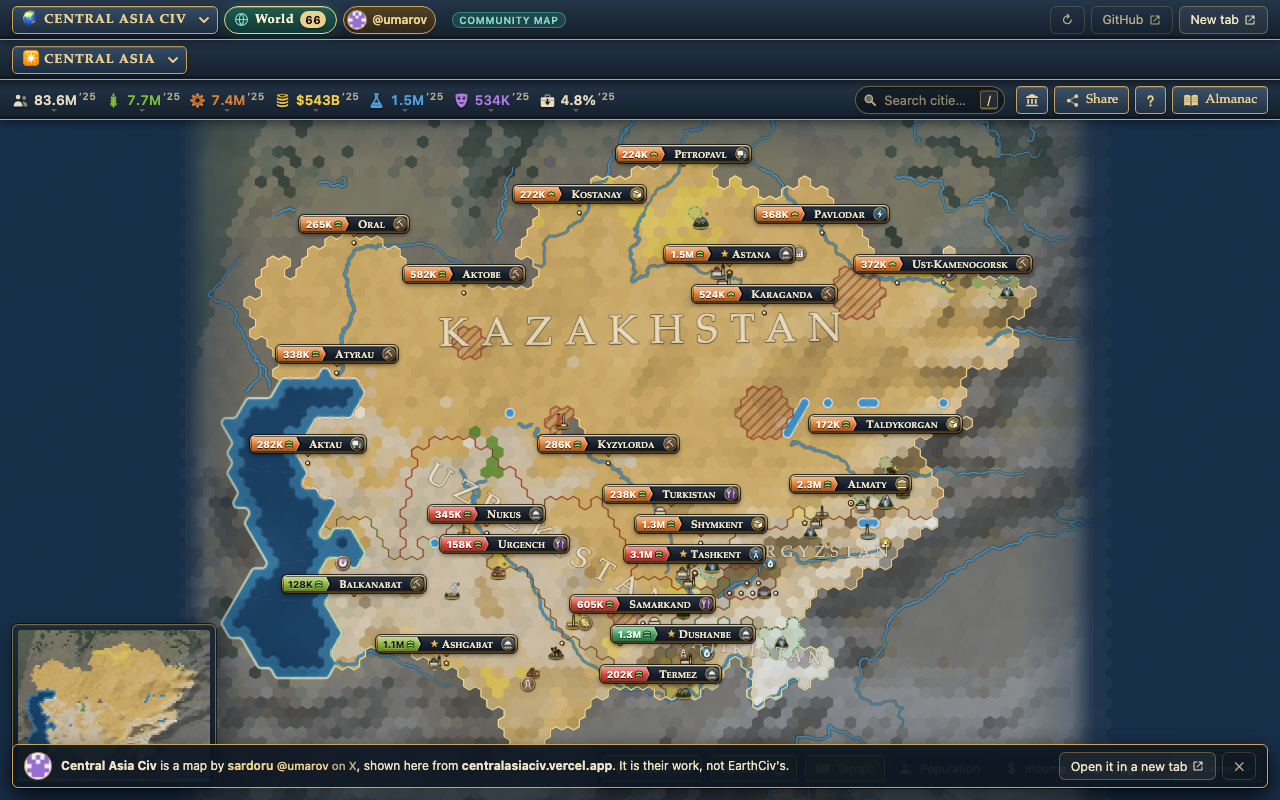 CENTRAL ASIA CIV
World 66
@umarov
COMMUNITY MAP
GitHub
New tab
CENTRAL ASIA
83.6M '25
7.7M '25
7.4M '25
$543B '25
1.5M '25
534K '25
4.8% '25
Search citie... /
Share
?
Almanac
224K PETROPAVL
272K KOSTANAY
368K PAVLODAR
265K ORAL
1.5M ASTANA
372K UST-KAMENOGORSK
582K AKTOBE
524K KARAGANDA
KAZAKHSTAN
338K ATYRAU
172K TALDYKORGAN
282K AKTAU
286K KYZYLORDA
2.3M ALMATY
238K TURKISTAN
345K NUKUS
1.3M SHYMKENT
158K URGENCH
3.1M TASHKENT
128K BALKANABAT
605K SAMARKAND
1.3M DUSHANBE
1.1M ASHGABAT
202K TERMEZ
Central Asia Civ is a map by sardoru @umarov on X, shown here from centralasiaciv.vercel.app. It is their work, not EarthCiv's.
Open it in a new tab
Terrain
Population